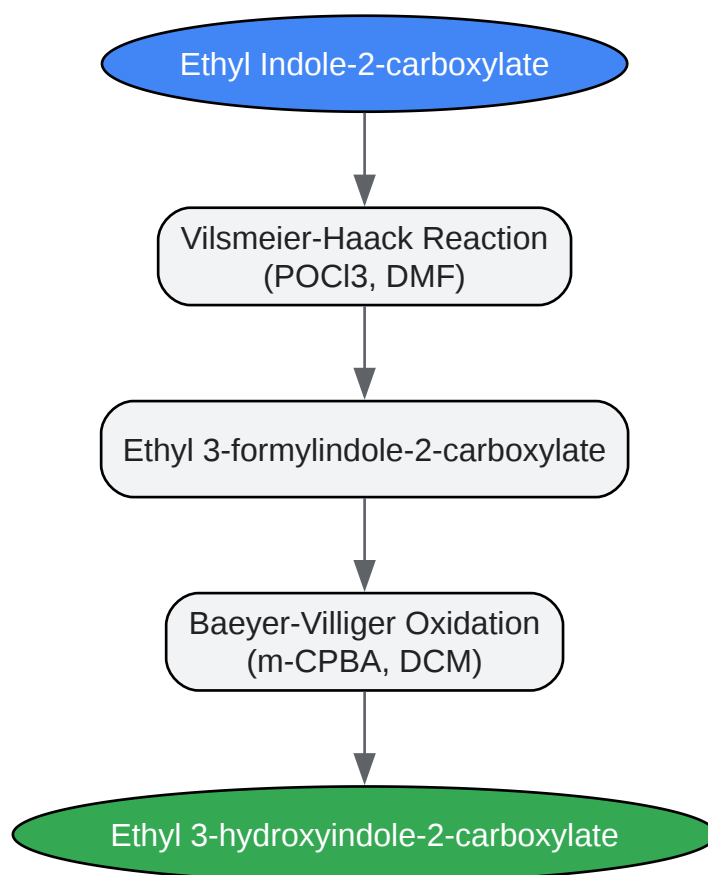 Ethyl Indole-2-carboxylate
Vilsmeier-Haack Reaction
(POCl3, DMF)
Ethyl 3-formylindole-2-carboxylate
Baeyer-Villiger Oxidation
(m-CPBA, DCM)
Ethyl 3-hydroxyindole-2-carboxylate